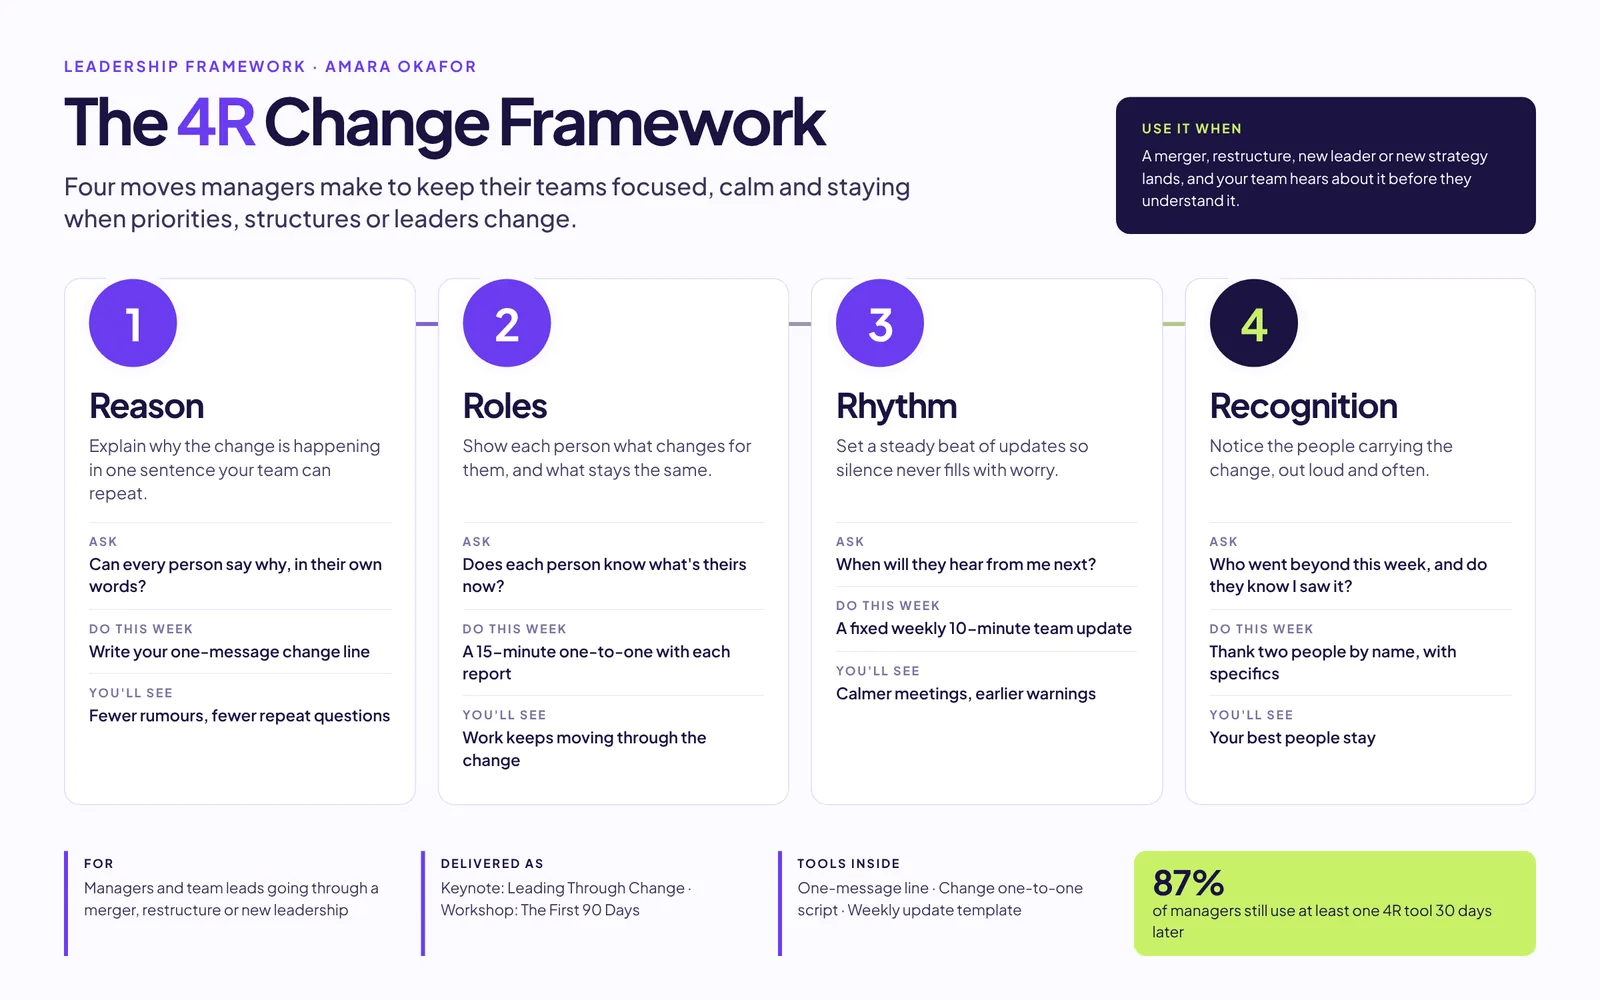 LEADERSHIP FRAMEWORK · AMARA OKAFOR
The 4R Change Framework
Four moves managers make to keep their teams focused, calm and staying
when priorities, structures or leaders change.
USE IT WHEN
A merger, restructure, new leader or new strategy
lands, and your team hears about it before they
understand it.
1
Reason
Explain why the change is happening
in one sentence your team can
repeat.
ASK
Can every person say why, in their own
words?
DO THIS WEEK
Write your one-message change line
YOU'LL SEE
Fewer rumours, fewer repeat questions
2
Roles
Show each person what changes for
them, and what stays the same.
ASK
Does each person know what's theirs
now?
DO THIS WEEK
A 15-minute one-to-one with each
report
YOU'LL SEE
Work keeps moving through the
change
3
Rhythm
Set a steady beat of updates so
silence never fills with worry.
ASK
When will they hear from me next?
DO THIS WEEK
A fixed weekly 10-minute team update
YOU'LL SEE
Calmer meetings, earlier warnings
4
Recognition
Notice the people carrying the
change, out loud and often.
ASK
Who went beyond this week, and do
they know I saw it?
DO THIS WEEK
Thank two people by name, with
specifics
YOU'LL SEE
Your best people stay
FOR
Managers and team leads going through a
merger, restructure or new leadership
DELIVERED AS
Keynote: Leading Through Change ·
Workshop: The First 90 Days
TOOLS INSIDE
One-message line · Change one-to-one
script · Weekly update template
87%
of managers still use at least one 4R tool 30 days
later